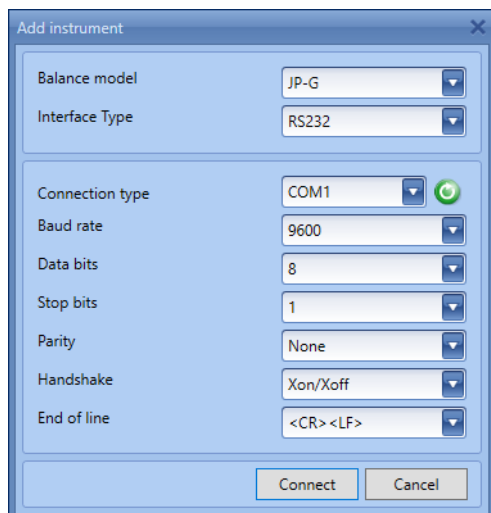 Add instrument
Balance model JP-G
Interface Type RS232
Connection type COM1
Baud rate 9600
Data bits 8
Stop bits 1
Parity None
Handshake Xon/Xoff
End of line <CR><LF>
Connect Cancel